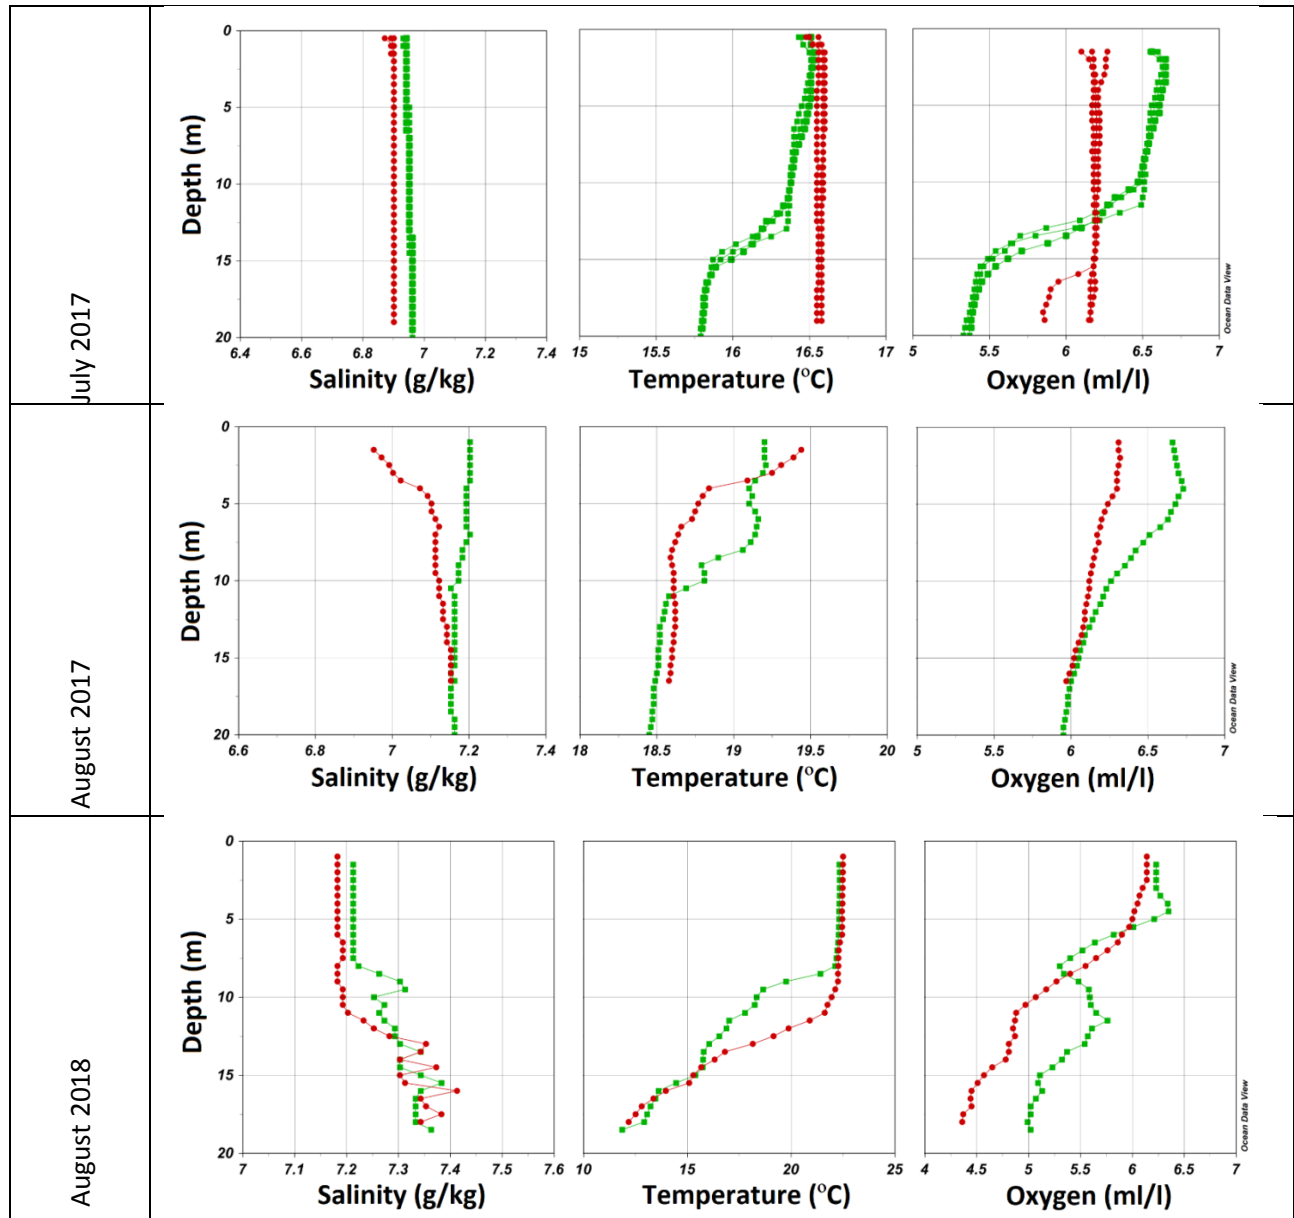 July 2017
Depth (m)
0
5
10
15
20
6.4 6.6 6.8 7 7.2 7.4
Salinity (g/kg)
15 15.5 16 16.5 17
Temperature (°C)
5 5.5 6 6.5 7
Oxygen (ml/l)
Ocean Data View
August 2017
Depth (m)
0
5
10
15
20
6.6 6.8 7 7.2 7.4
Salinity (g/kg)
18 18.5 19 19.5 20
Temperature (°C)
5 5.5 6 6.5 7
Oxygen (ml/l)
Ocean Data View
August 2018
Depth (m)
0
5
10
15
20
7 7.1 7.2 7.3 7.4 7.5 7.6
Salinity (g/kg)
10 15 20 25
Temperature (°C)
4 4.5 5 5.5 6 6.5 7
Oxygen (ml/l)
Ocean Data View